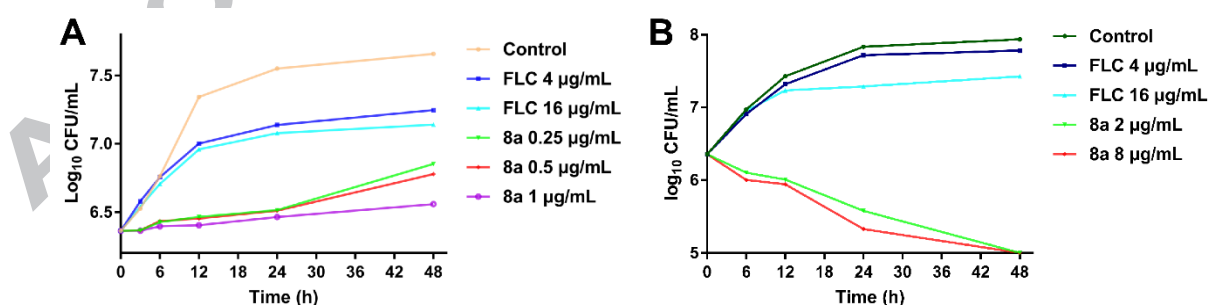 A
Log₁₀ CFU/mL
7.5
7.0
6.5
0 6 12 18 24 30 36 42 48
Time (h)
Control
FLC 4 µg/mL
FLC 16 µg/mL
8a 0.25 µg/mL
8a 0.5 µg/mL
8a 1 µg/mL
B
log₁₀ CFU/mL
8
7
6
5
0 6 12 18 24 30 36 42 48
Time (h)
Control
FLC 4 µg/mL
FLC 16 µg/mL
8a 2 µg/mL
8a 8 µg/mL